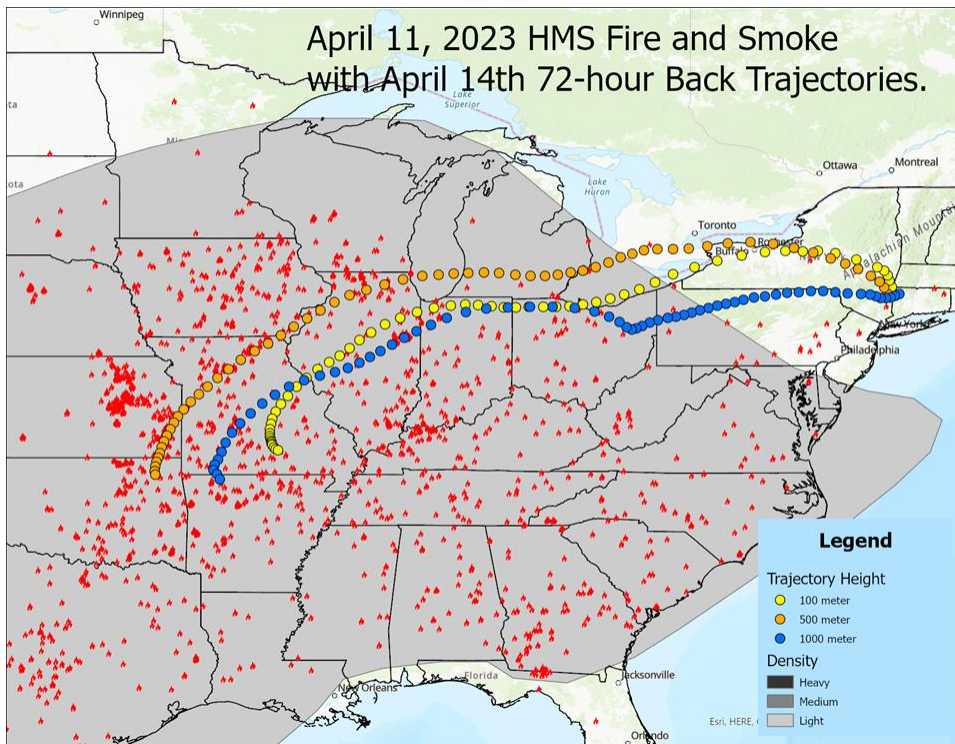 April 11, 2023 HMS Fire and Smoke
with April 14th 72-hour Back Trajectories.
Winnipeg
Lake
Superior
Ottawa
Montreal
Lake
Huron
Toronto
Buffalo
Rochester
Appalachian Mountai
New York
Philadelphia
Florida
Jacksonville
New Orleans
Orlando
Esri, HERE,
Legend
Trajectory Height
100 meter
500 meter
1000 meter
Density
Heavy
Medium
Light